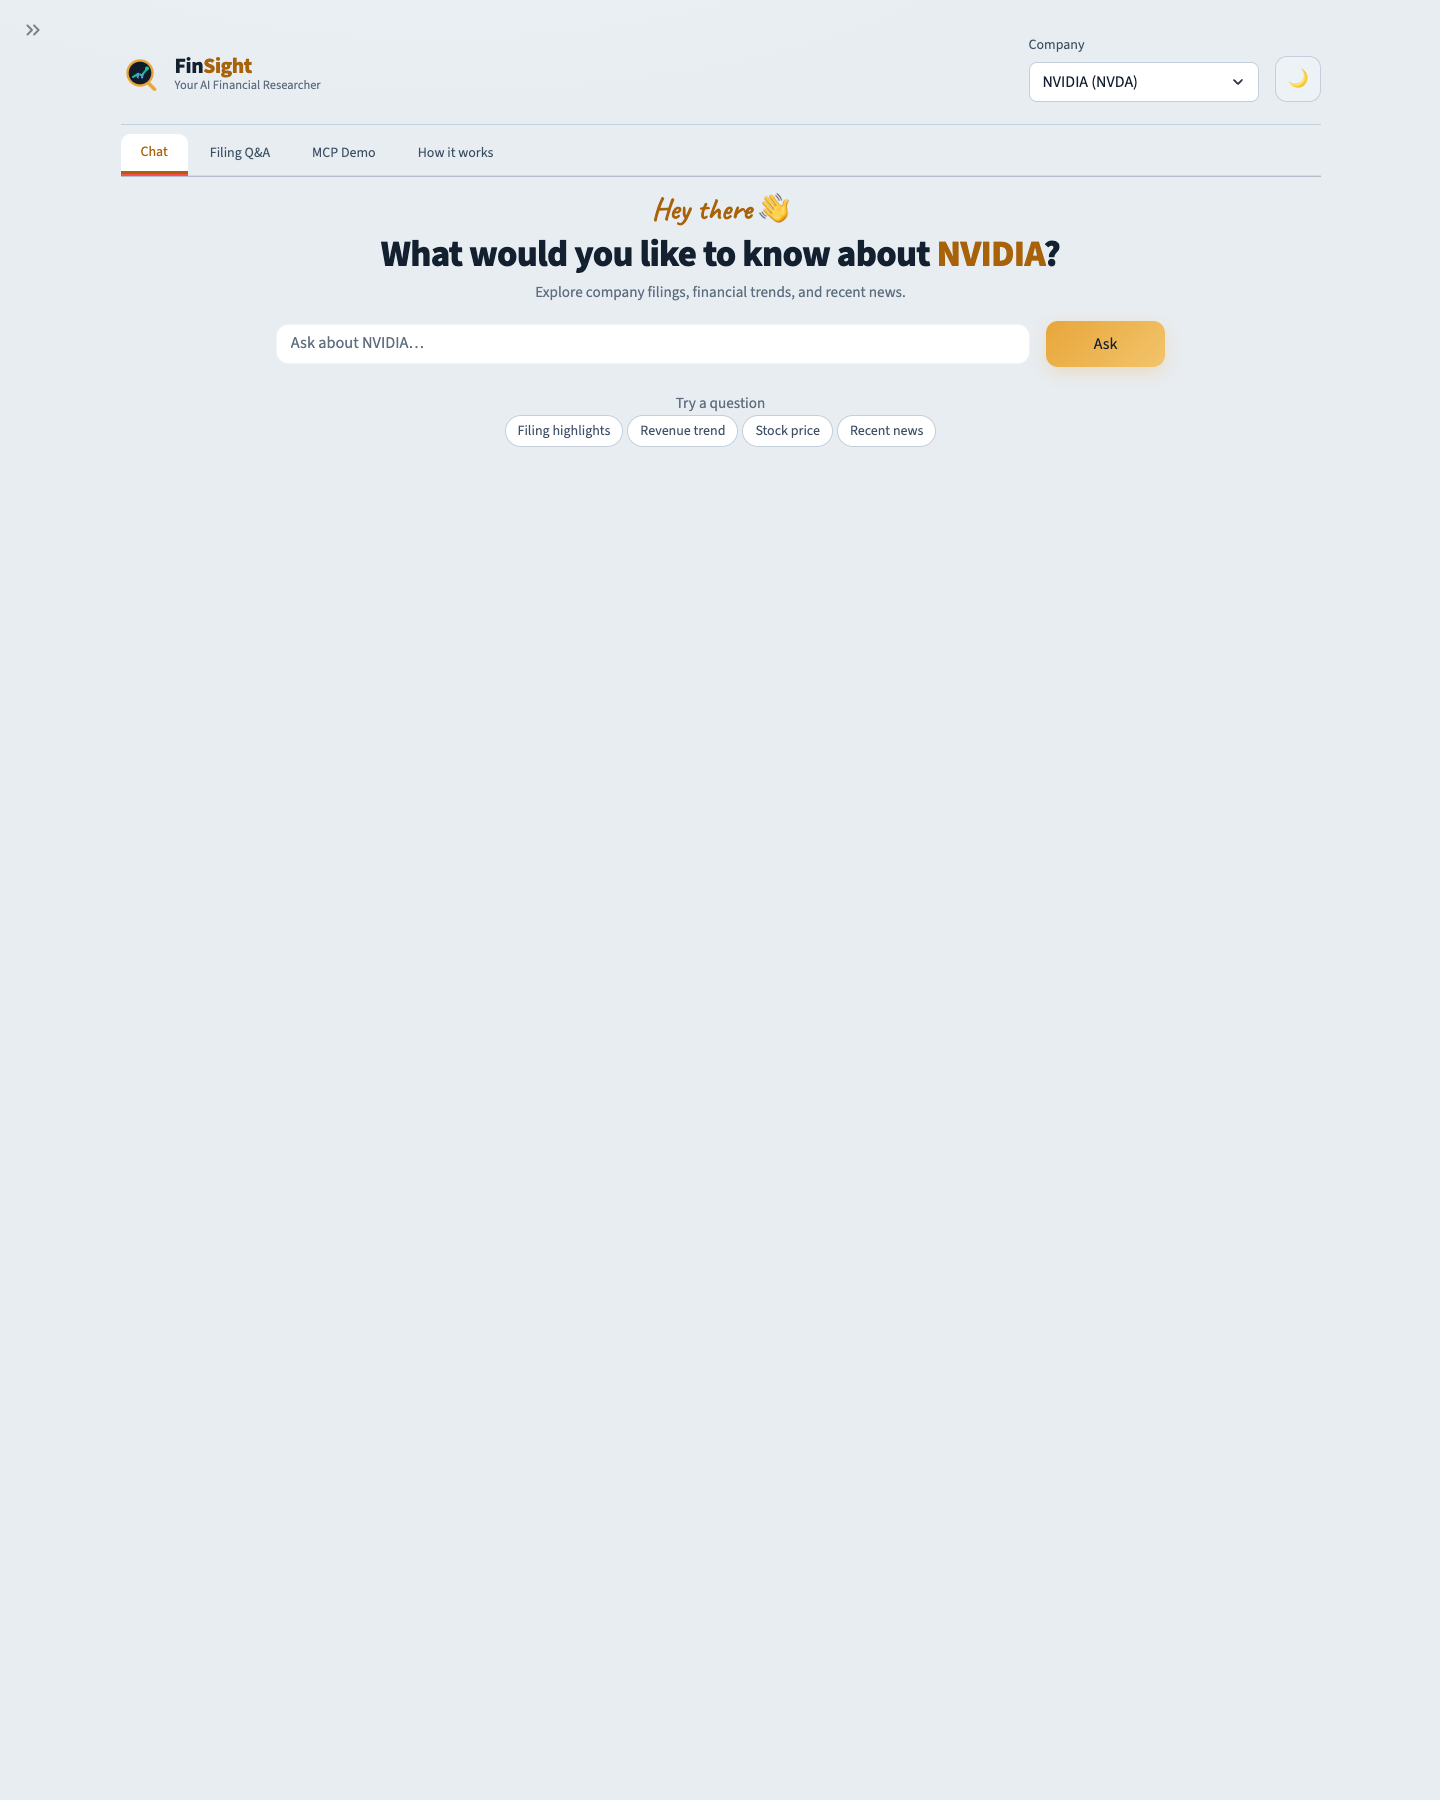 Company
FinSight
Your AI Financial Researcher
NVIDIA (NVDA)
Chat
Filing Q&A
MCP Demo
How it works
Hey there 👋
What would you like to know about NVIDIA?
Explore company filings, financial trends, and recent news.
Ask about NVIDIA…
Ask
Try a question
Filing highlights
Revenue trend
Stock price
Recent news